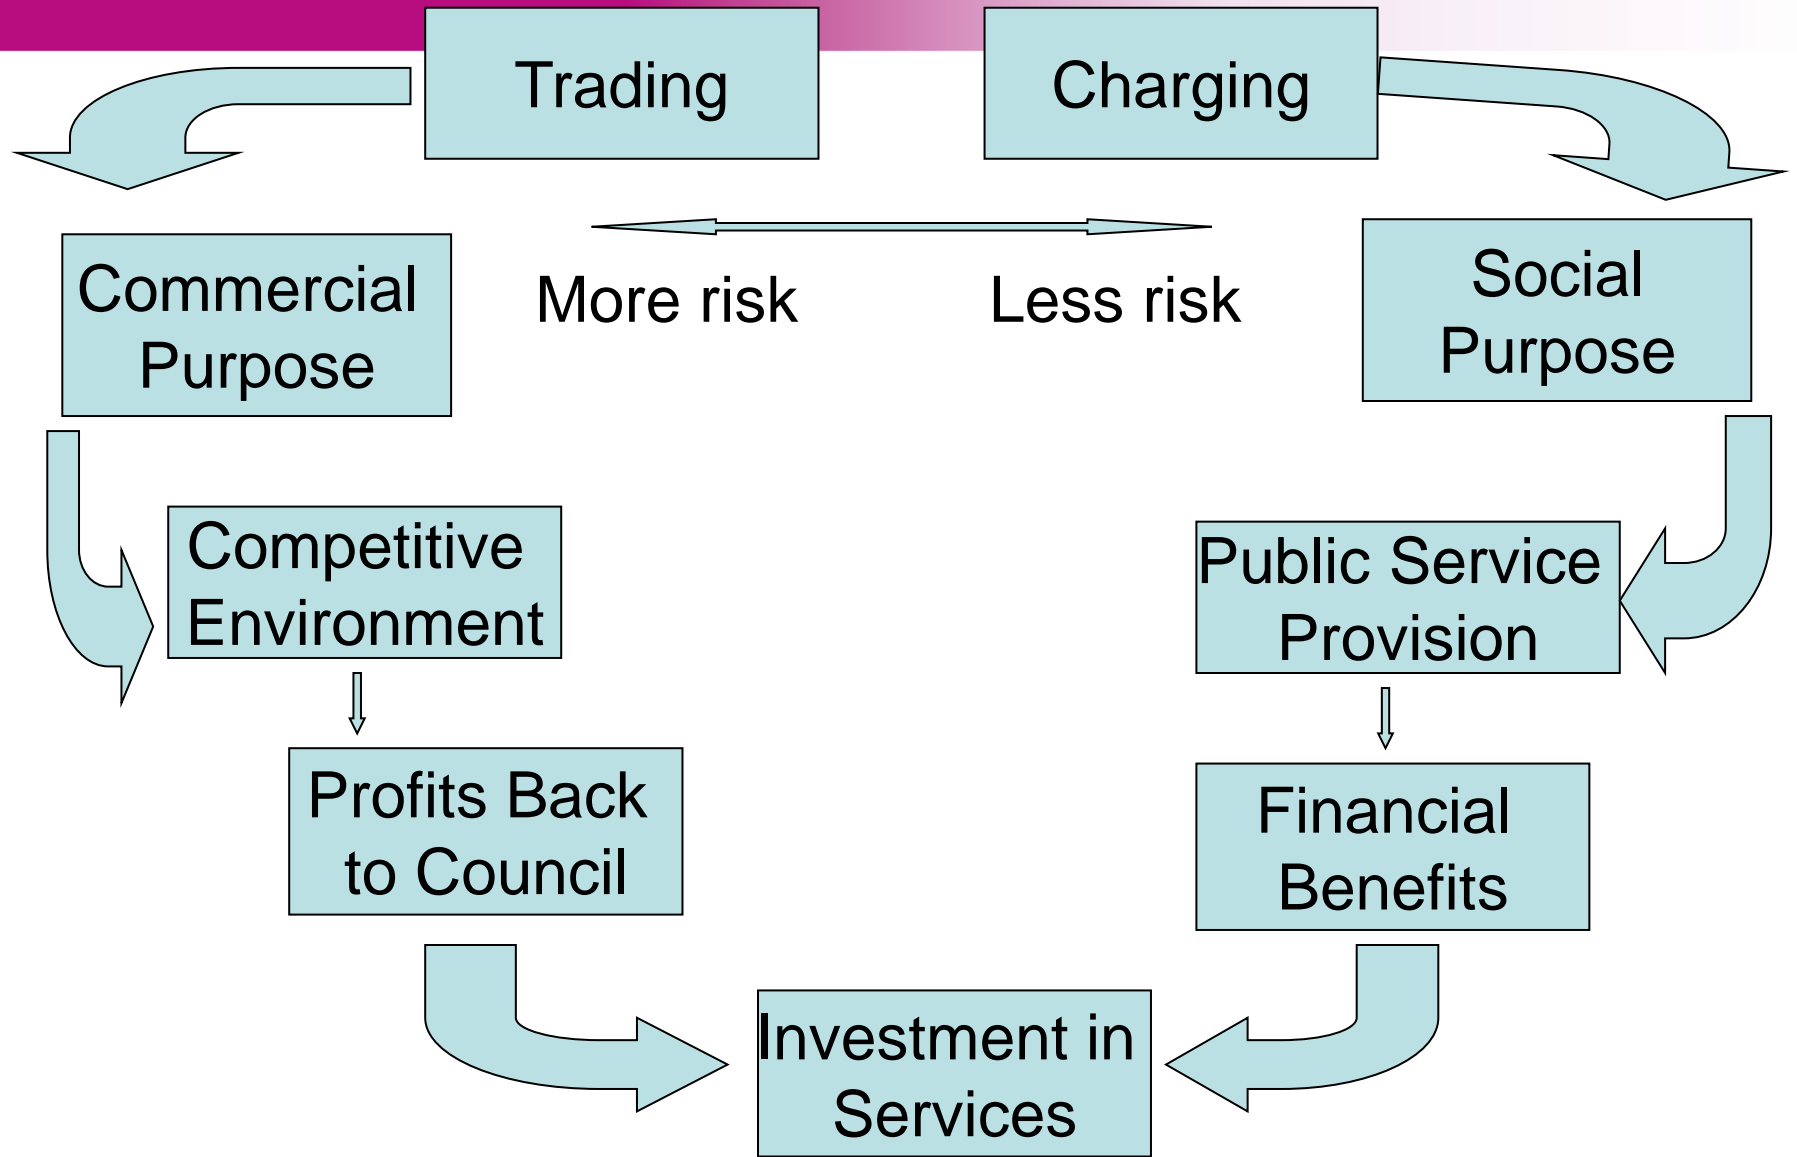 Trading
Charging
Commercial
Purpose
More risk
Less risk
Social
Purpose
Competitive
Environment
Public Service
Provision
Profits Back
to Council
Financial
Benefits
Investment in
Services